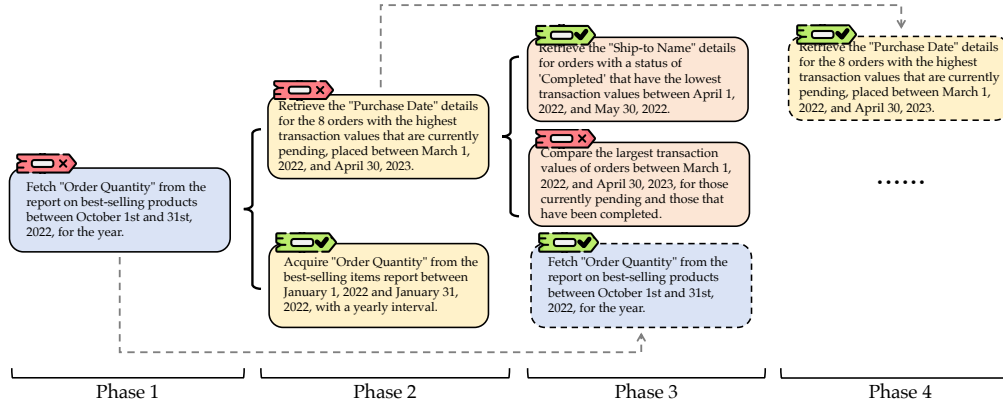 Fetch "Order Quantity" from the
report on best-selling products
between October 1st and 31st,
2022, for the year.
Retrieve the "Purchase Date" details
for the 8 orders with the highest
transaction values that are currently
pending, placed between March 1,
2022, and April 30, 2023.
Acquire "Order Quantity" from the
best-selling items report between
January 1, 2022 and January 31,
2022, with a yearly interval.
Retrieve the "Ship-to Name" details
for orders with a status of
'Completed' that have the lowest
transaction values between April 1,
2022, and May 30, 2022.
Compare the largest transaction
values of orders between March 1,
2022, and April 30, 2023, for those
currently pending and those that
have been completed.
Fetch "Order Quantity" from the
report on best-selling products
between October 1st and 31st,
2022, for the year.
Retrieve the "Purchase Date" details
for the 8 orders with the highest
transaction values that are currently
pending, placed between March 1,
2022, and April 30, 2023.
......
Phase 1
Phase 2
Phase 3
Phase 4